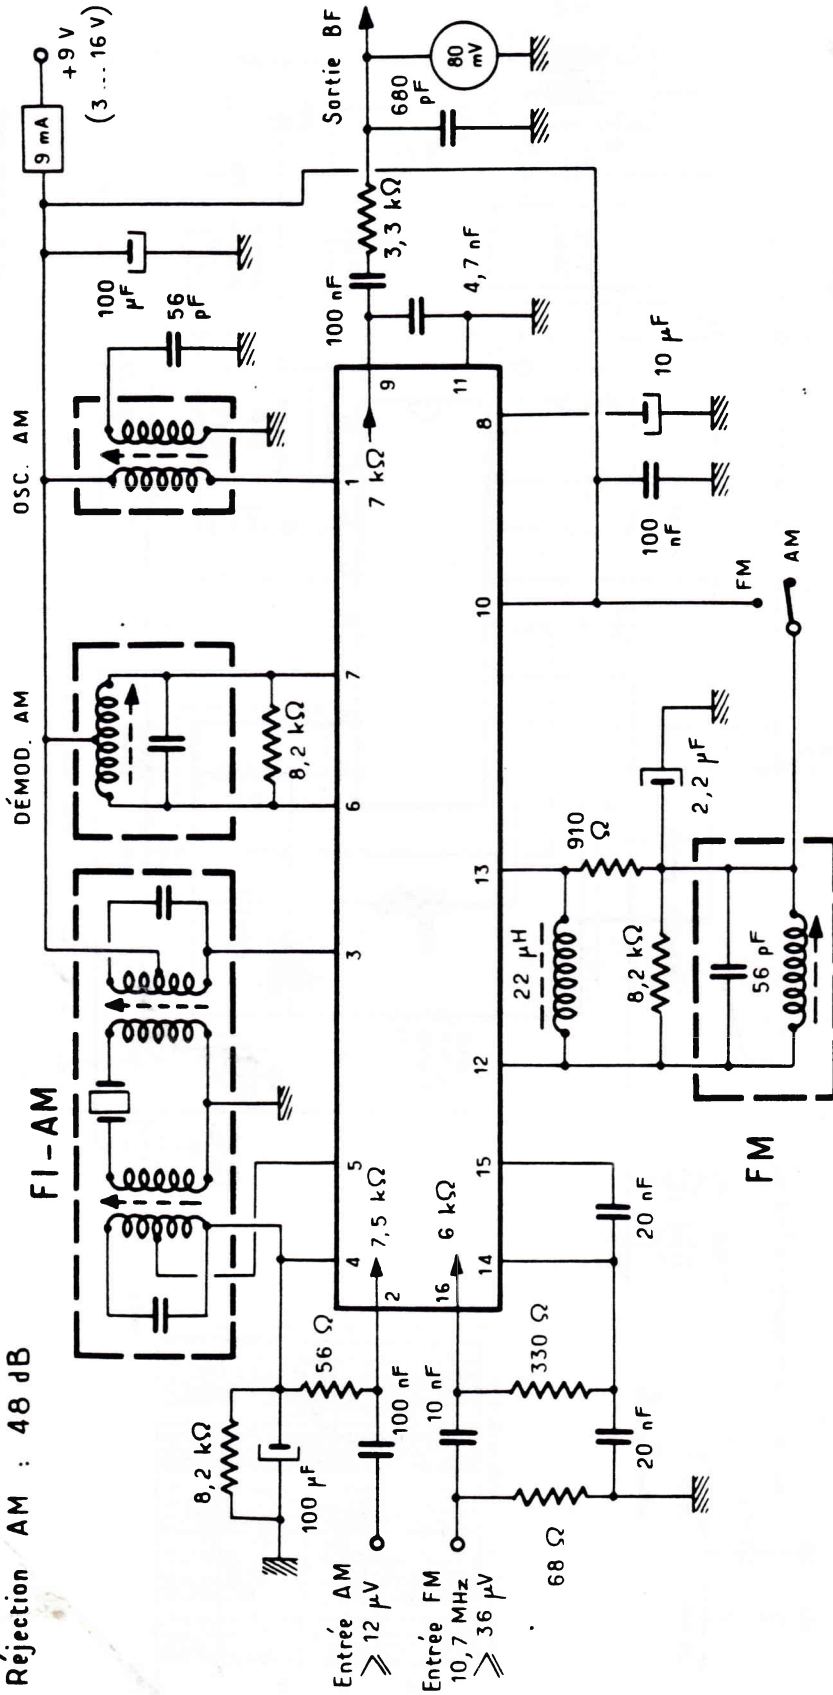 Réjection AM : 48 dB
FI-AM
DÉMOD. AM
OSC. AM
9 mA
+9 V
(3 ... 16 V)
100
µF
56
pF
8,2 kΩ
100 µF
56 Ω
8,2 kΩ
100 nF
3,3 kΩ
Sortie BF
680
pF
80
mV
4,7 nF
4
5
3
6
7
1
Entrée AM
≥ 12 µV
100 nF
2
7,5 kΩ
7 kΩ
9
11
Entrée FM
10,7 MHz
≥ 36 µV
10 nF
16
6 kΩ
14
15
12
13
10
8
68 Ω
330 Ω
20 nF
20 nF
22 µH
910
Ω
8,2 kΩ
2,2 µF
56 pF
FM
FM
AM
100
nF
10 µF